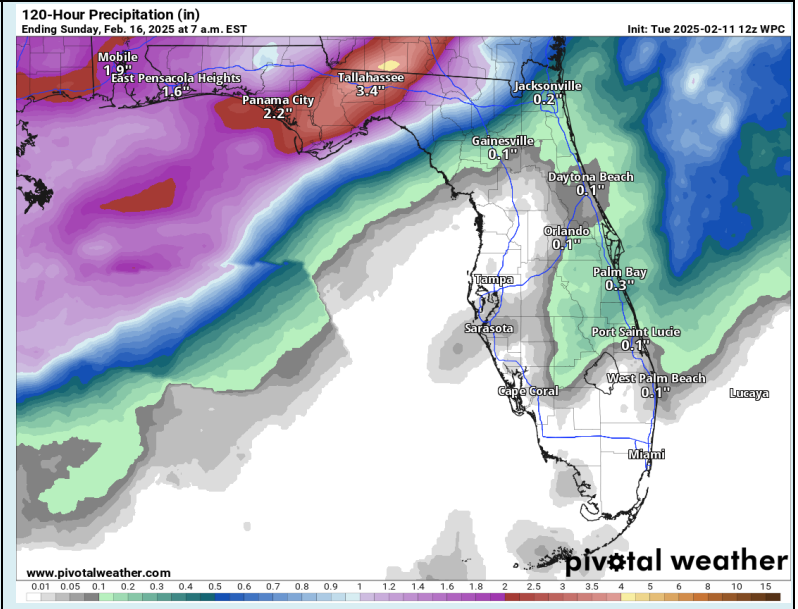 120-Hour Precipitation (in)
Ending Sunday, Feb. 16, 2025 at 7 a.m. EST
Init: Tue 2025-02-11 12z WPC
Mobile
1.9"
East Pensacola Heights
1.6"
Tallahassee
3.4"
Panama City
2.2"
Jacksonville
0.2"
Gainesville
0.1"
Daytona Beach
0.1"
Orlando
0.1"
Palm Bay
0.3"
Tampa
Sarasota
Port Saint Lucie
0.1"
West Palm Beach
0.1"
Cape Coral
Lucaya
Miami
pivotal weather
www.pivotalweather.com
0.01 0.05 0.1 0.2 0.3 0.4 0.5 0.6 0.7 0.8 0.9 1 1.2 1.4 1.6 1.8 2 2.5 3 3.5 4 5 6 8 10 15